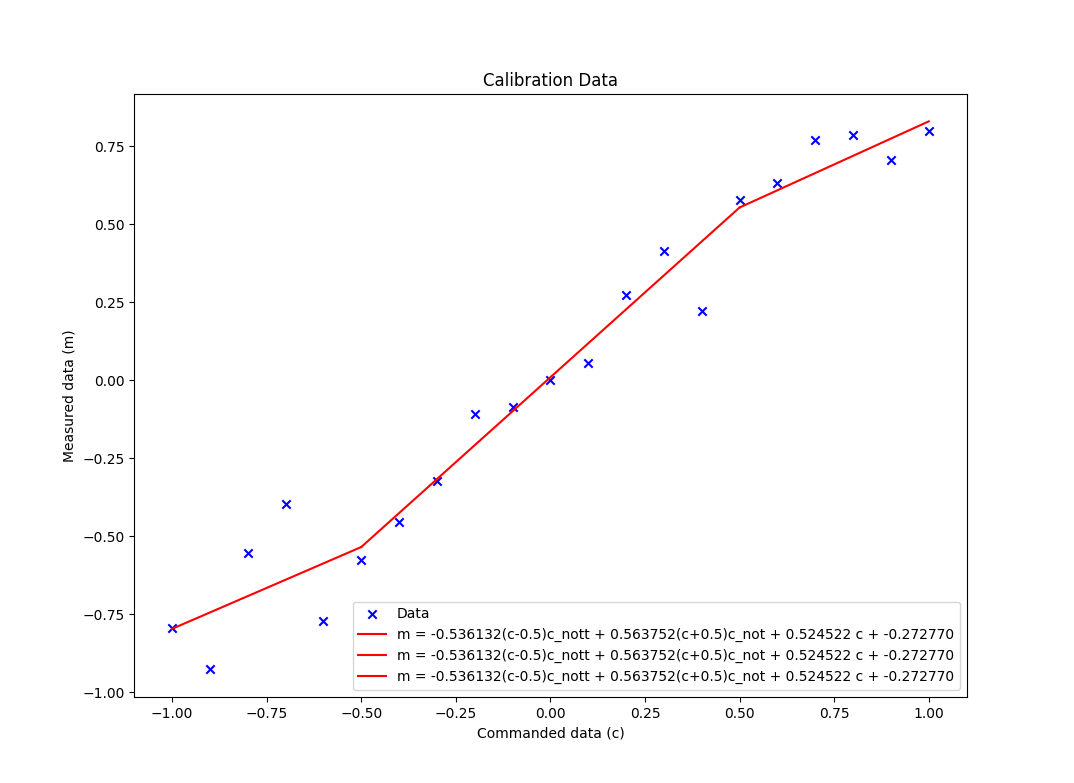 Calibration Data
Measured data (m)
0.75
0.50
0.25
0.00
−0.25
−0.50
−0.75
−1.00
Data
m = -0.536132(c-0.5)c_nott + 0.563752(c+0.5)c_not + 0.524522 c + -0.272770
m = -0.536132(c-0.5)c_nott + 0.563752(c+0.5)c_not + 0.524522 c + -0.272770
m = -0.536132(c-0.5)c_nott + 0.563752(c+0.5)c_not + 0.524522 c + -0.272770
−1.00 −0.75 −0.50 −0.25 0.00 0.25 0.50 0.75 1.00
Commanded data (c)